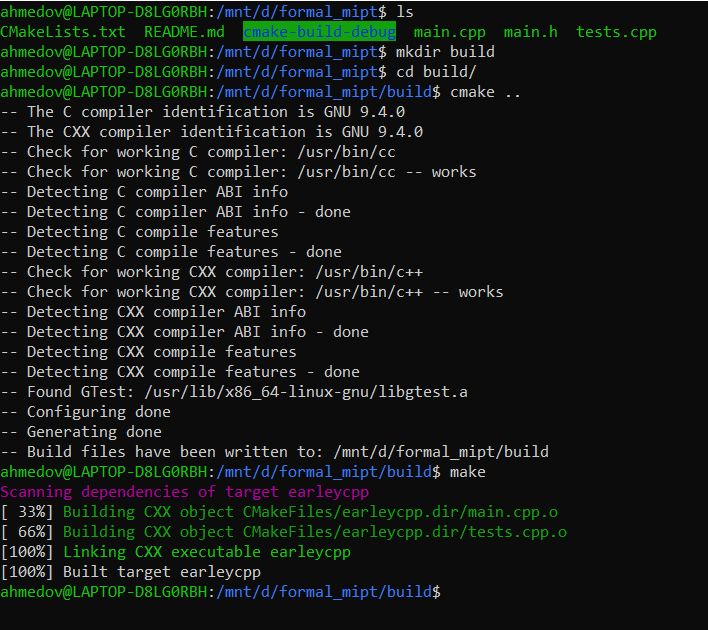 ahmedov@LAPTOP-D8LG0RBH:/mnt/d/formal_mipt$ ls
CMakeLists.txt  README.md  cmake-build-debug  main.cpp  main.h  tests.cpp
ahmedov@LAPTOP-D8LG0RBH:/mnt/d/formal_mipt$ mkdir build
ahmedov@LAPTOP-D8LG0RBH:/mnt/d/formal_mipt$ cd build/
ahmedov@LAPTOP-D8LG0RBH:/mnt/d/formal_mipt/build$ cmake ..
-- The C compiler identification is GNU 9.4.0
-- The CXX compiler identification is GNU 9.4.0
-- Check for working C compiler: /usr/bin/cc
-- Check for working C compiler: /usr/bin/cc -- works
-- Detecting C compiler ABI info
-- Detecting C compiler ABI info - done
-- Detecting C compile features
-- Detecting C compile features - done
-- Check for working CXX compiler: /usr/bin/c++
-- Check for working CXX compiler: /usr/bin/c++ -- works
-- Detecting CXX compiler ABI info
-- Detecting CXX compiler ABI info - done
-- Detecting CXX compile features
-- Detecting CXX compile features - done
-- Found GTest: /usr/lib/x86_64-linux-gnu/libgtest.a
-- Configuring done
-- Generating done
-- Build files have been written to: /mnt/d/formal_mipt/build
ahmedov@LAPTOP-D8LG0RBH:/mnt/d/formal_mipt/build$ make
Scanning dependencies of target earleycpp
[ 33%] Building CXX object CMakeFiles/earleycpp.dir/main.cpp.o
[ 66%] Building CXX object CMakeFiles/earleycpp.dir/tests.cpp.o
[100%] Linking CXX executable earleycpp
[100%] Built target earleycpp
ahmedov@LAPTOP-D8LG0RBH:/mnt/d/formal_mipt/build$